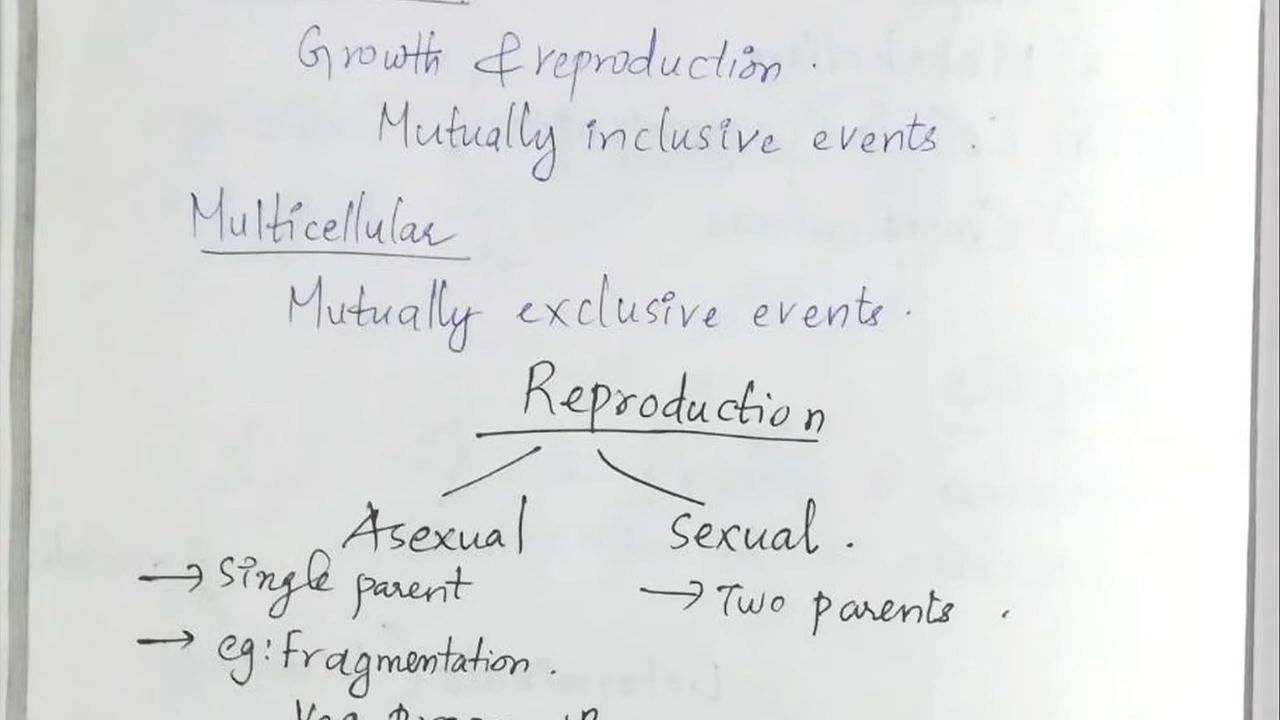 Growth & reproduction.
Mutually inclusive events.
Multicellular
Mutually exclusive events.
Reproduction
Asexual Sexual.
→ Single parent → Two parents.
→ eg: Fragmentation.